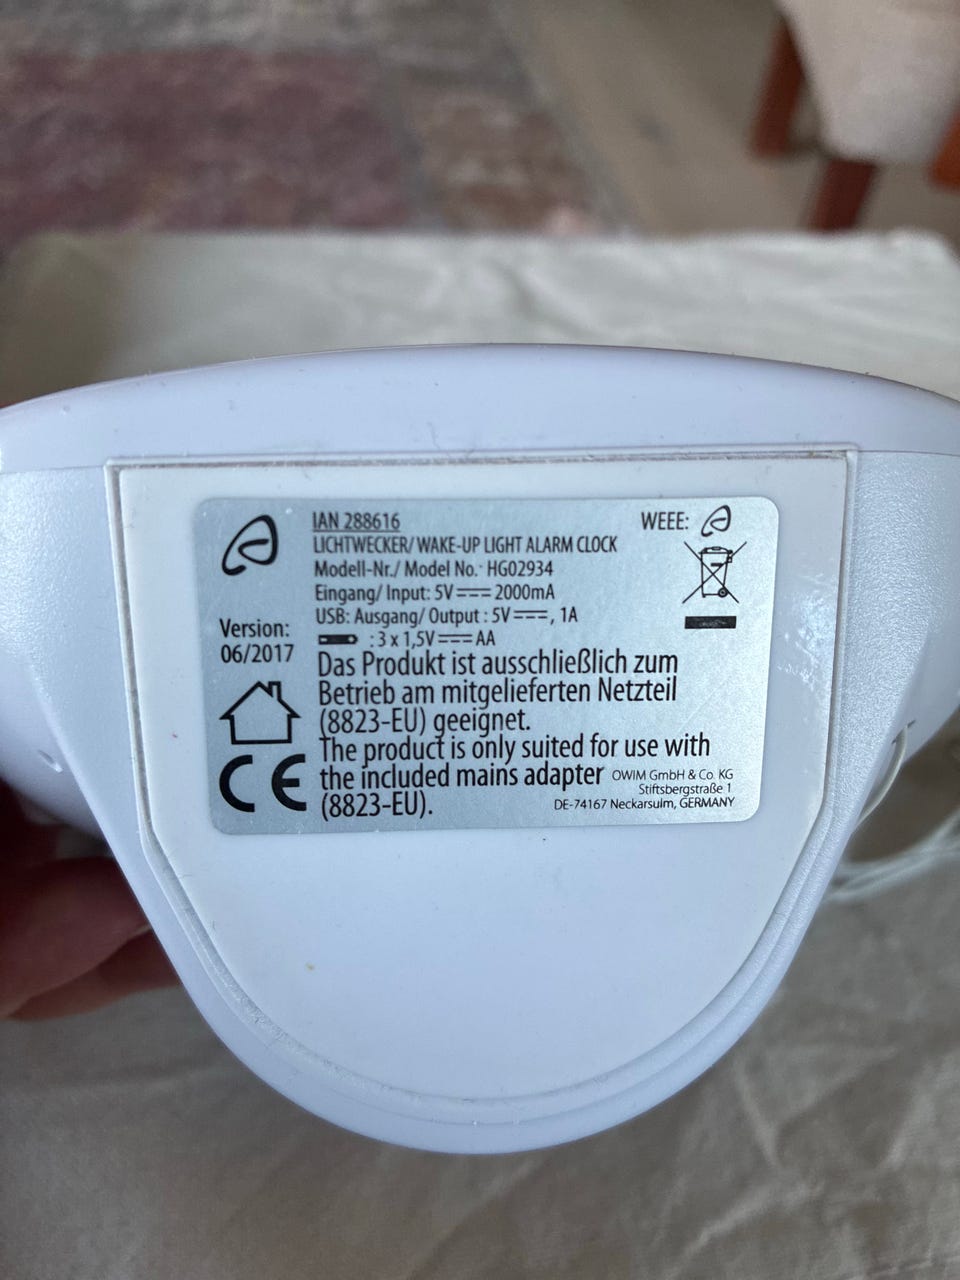 IAN 288616
LICHTWECKER/ WAKE-UP LIGHT ALARM CLOCK
Modell-Nr./ Model No.: HG02934
Eingang/ Input: 5V 2000mA
USB: Ausgang/ Output : 5V , 1A
: 3 x 1,5V AA
WEEE:
Version:
06/2017
Das Produkt ist ausschließlich zum
Betrieb am mitgelieferten Netzteil
(8823-EU) geeignet.
The product is only suited for use with
the included mains adapter
(8823-EU).
CE
OWIM GmbH & Co. KG
Stiftsbergstraße 1
DE-74167 Neckarsulm, GERMANY